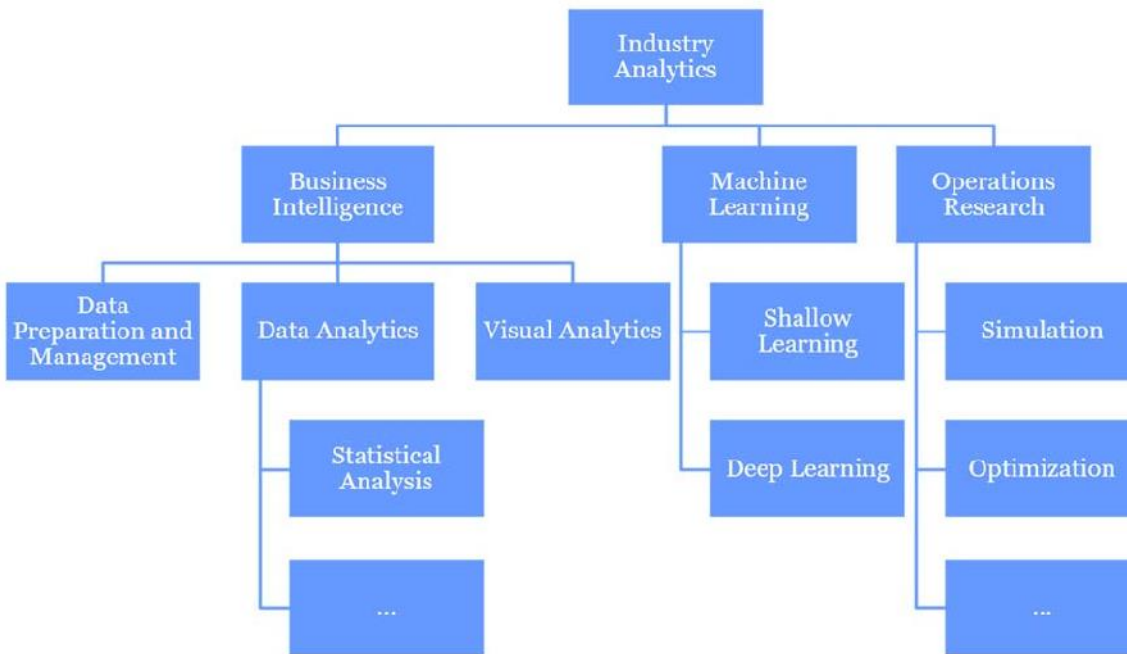 Industry
Analytics
Business
Intelligence
Machine
Learning
Operations
Research
Data
Preparation and
Management
Data Analytics
Visual Analytics
Shallow
Learning
Simulation
Statistical
Analysis
Deep Learning
Optimization
...
...